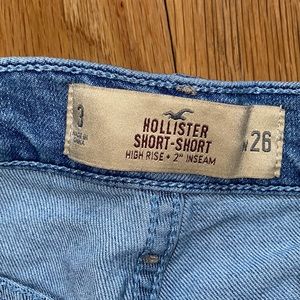 3
HOLLISTER
SHORT-SHORT
HIGH RISE • 2" INSEAM
W26